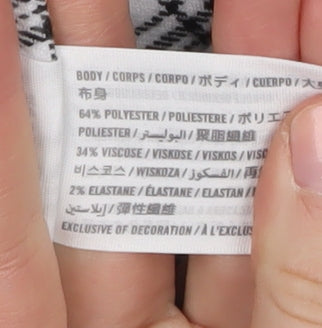 BODY / CORPS / CORPO / ボディ / CUERPO / 大
布身
64% POLYESTER / POLIESTERE / ポリエ
POLIESTER / البوليستر / 聚脂纖維
34% VISCOSE / VISKOSE / VISKOS / VISC
비스코스 / WISKOZA / الفسكوز / 再
2% ELASTANE / ÉLASTANE / ELASTAN /
إيلاستين / 彈性纖維
EXCLUSIVE OF DECORATION / À L'EXCLUS